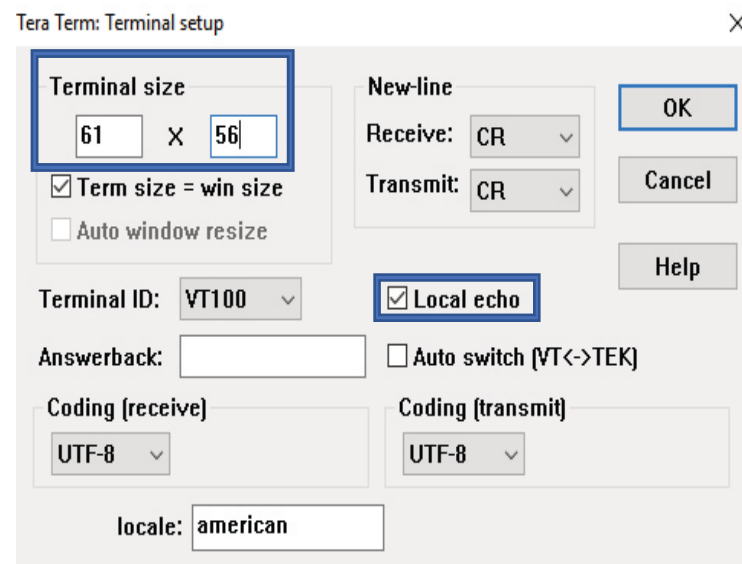 Tera Term: Terminal setup
Terminal size
61 X 56
Term size = win size
Auto window resize
New-line
Receive: CR
Transmit: CR
OK
Cancel
Help
Terminal ID: VT100
Local echo
Answerback:
Auto switch (VT<->TEK)
Coding (receive)
UTF-8
Coding (transmit)
UTF-8
locale: american